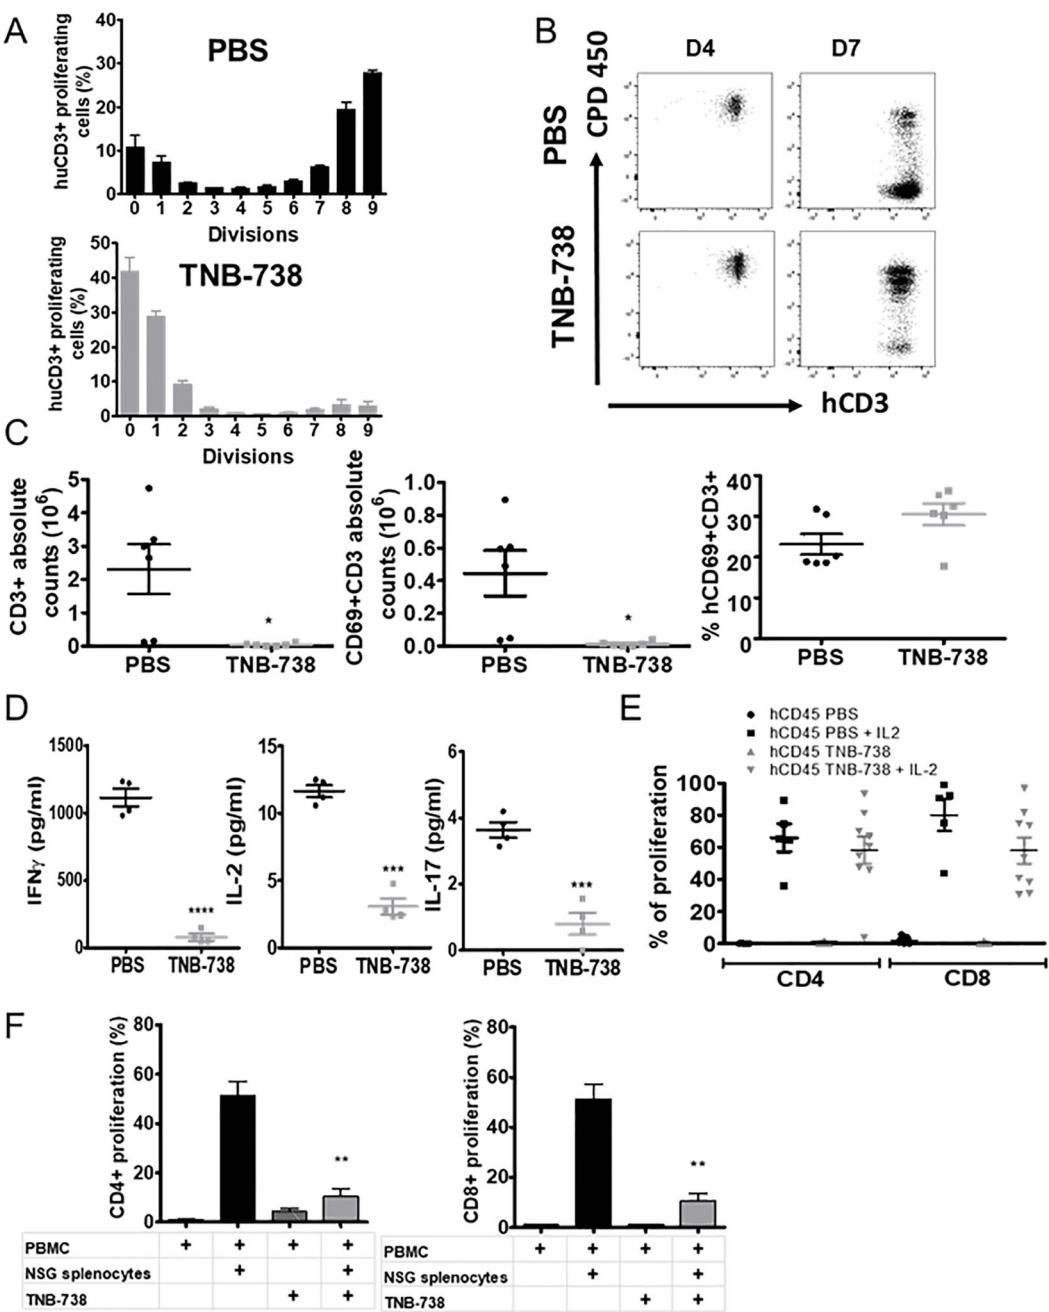 A
huCD3+ proliferating
cells (%)
40
30
20
10
0
PBS
0 1 2 3 4 5 6 7 8 9
Divisions
huCD3+ proliferating
cells (%)
50
40
30
20
10
0
TNB-738
0 1 2 3 4 5 6 7 8 9
Divisions
B
CPD 450
D4 D7
PBS
TNB-738
hCD3
C
CD3+ absolute
counts (10⁶)
5
4
3
2
1
0
*
PBS TNB-738
CD69+CD3 absolute
counts (10⁶)
1.0
0.8
0.6
0.4
0.2
0.0
*
PBS TNB-738
% hCD69+CD3+
40
30
20
10
0
PBS TNB-738
D
IFNγ (pg/ml)
1500
1000
500
0
****
PBS TNB-738
IL-2 (pg/ml)
15
10
5
0
***
PBS TNB-738
IL-17 (pg/ml)
6
4
2
0
***
PBS TNB-738
E
hCD45 PBS
hCD45 PBS + IL2
hCD45 TNB-738
hCD45 TNB-738 + IL-2
% of proliferation
100
80
60
40
20
0
CD4 CD8
F
CD4+ proliferation (%)
80
60
40
20
0
**
PBMC + + + +
NSG splenocytes + +
TNB-738 + +
CD8+ proliferation (%)
80
60
40
20
0
**
PBMC + + + +
NSG splenocytes + +
TNB-738 + +